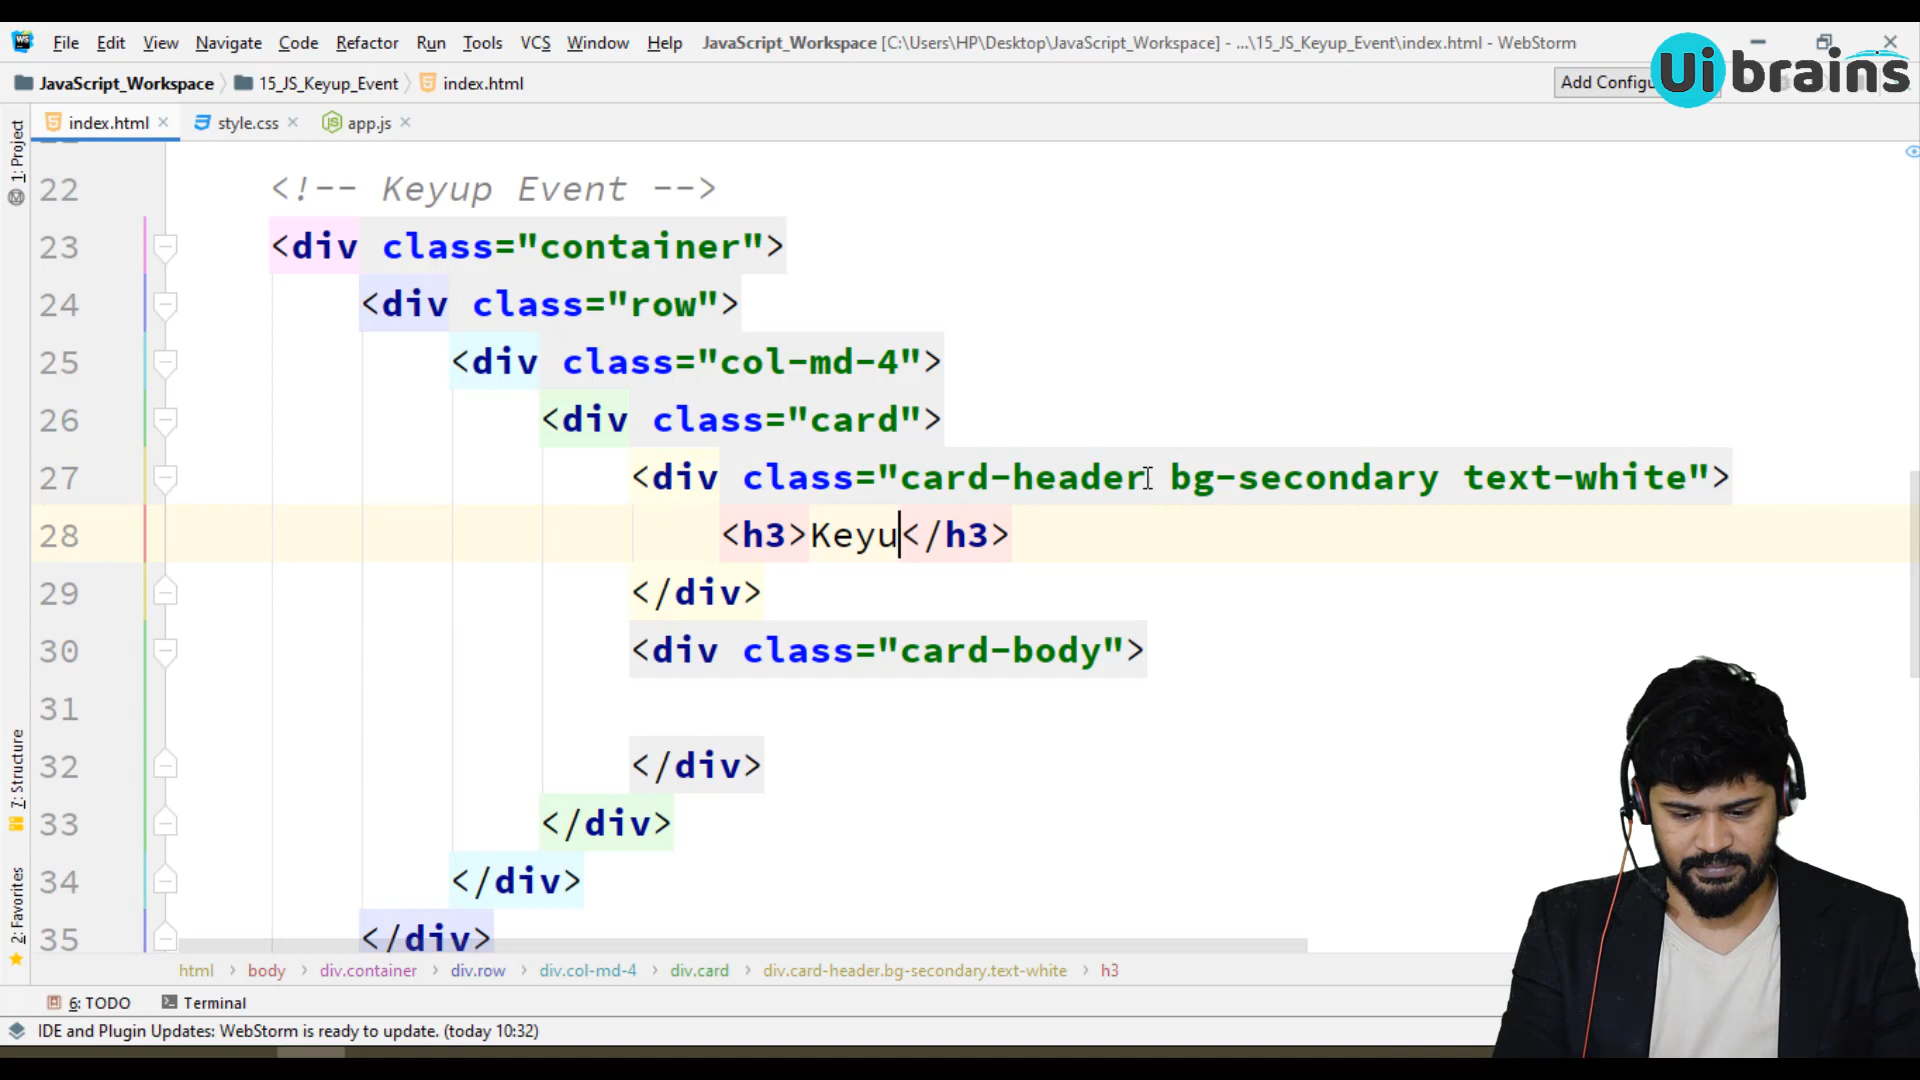 File Edit View Navigate Code Refactor Run Tools VCS Window Help JavaScript_Workspace [C:\Users\HP\Desktop\JavaScript_Workspace] - ...\15_JS_Keyup_Event\index.html - WebStorm
JavaScript_Workspace 15_JS_Keyup_Event index.html Add Configu
Ui brains
index.html style.css app.js
1: Project
7: Structure
2: Favorites
22 <!-- Keyup Event -->
23 <div class="container">
24 <div class="row">
25 <div class="col-md-4">
26 <div class="card">
27 <div class="card-header bg-secondary text-white">
28 <h3>Keyu</h3>
29 </div>
30 <div class="card-body">
31
32 </div>
33 </div>
34 </div>
35 </div>
html body div.container div.row div.col-md-4 div.card div.card-header.bg-secondary.text-white h3
6: TODO Terminal
IDE and Plugin Updates: WebStorm is ready to update. (today 10:32)